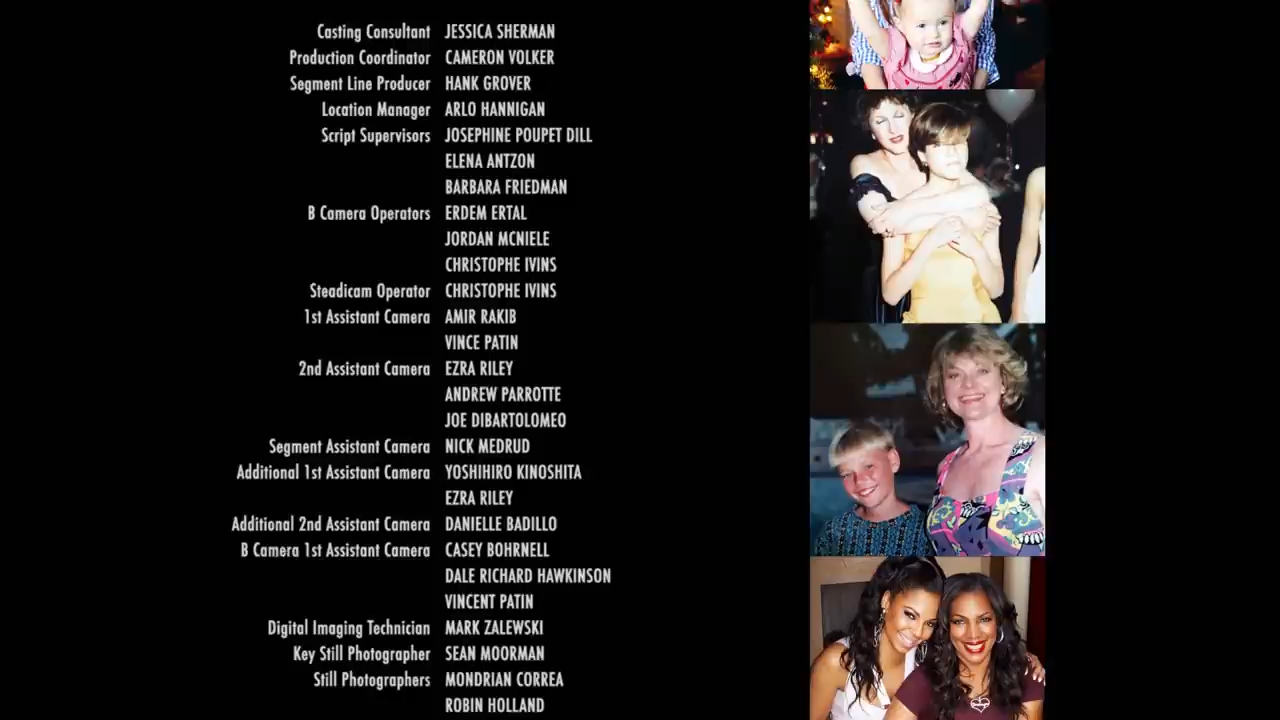 Casting Consultant JESSICA SHERMAN
Production Coordinator CAMERON VOLKER
Segment Line Producer HANK GROVER
Location Manager ARLO HANNIGAN
Script Supervisors JOSEPHINE POUPET DILL
ELENA ANTZON
BARBARA FRIEDMAN
B Camera Operators ERDEM ERTAL
JORDAN MCNIELE
CHRISTOPHE IVINS
Steadicam Operator CHRISTOPHE IVINS
1st Assistant Camera AMIR RAKIB
VINCE PATIN
2nd Assistant Camera EZRA RILEY
ANDREW PARROTTE
JOE DIBARTOLOMEO
Segment Assistant Camera NICK MEDRUD
Additional 1st Assistant Camera YOSHIHIRO KINOSHITA
EZRA RILEY
Additional 2nd Assistant Camera DANIELLE BADILLO
B Camera 1st Assistant Camera CASEY BOHRNELL
DALE RICHARD HAWKINSON
VINCENT PATIN
Digital Imaging Technician MARK ZALEWSKI
Key Still Photographer SEAN MOORMAN
Still Photographers MONDRIAN CORREA
ROBIN HOLLAND